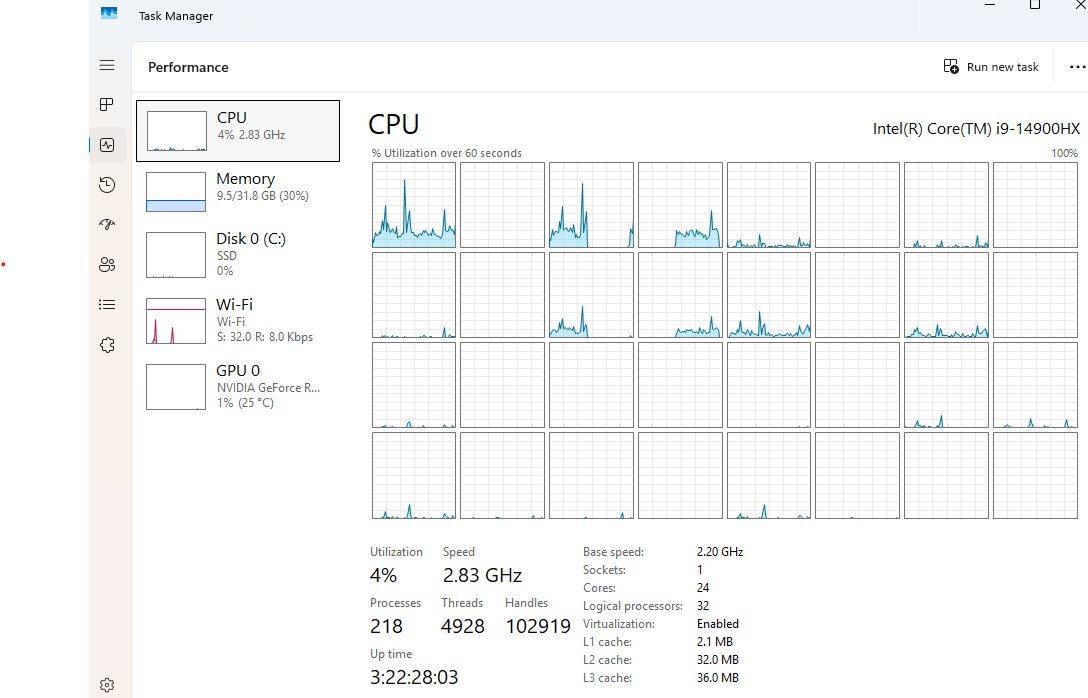 Task Manager
Performance
Run new task
CPU
4% 2.83 GHz
Memory
9.5/31.8 GB (30%)
Disk 0 (C:)
SSD
0%
Wi-Fi
Wi-Fi
S: 32.0 R: 8.0 Kbps
GPU 0
NVIDIA GeForce R...
1% (25 °C)
CPU
Intel(R) Core(TM) i9-14900HX
% Utilization over 60 seconds
100%
Utilization Speed
4% 2.83 GHz
Processes Threads Handles
218 4928 102919
Up time
3:22:28:03
Base speed: 2.20 GHz
Sockets: 1
Cores: 24
Logical processors: 32
Virtualization: Enabled
L1 cache: 2.1 MB
L2 cache: 32.0 MB
L3 cache: 36.0 MB